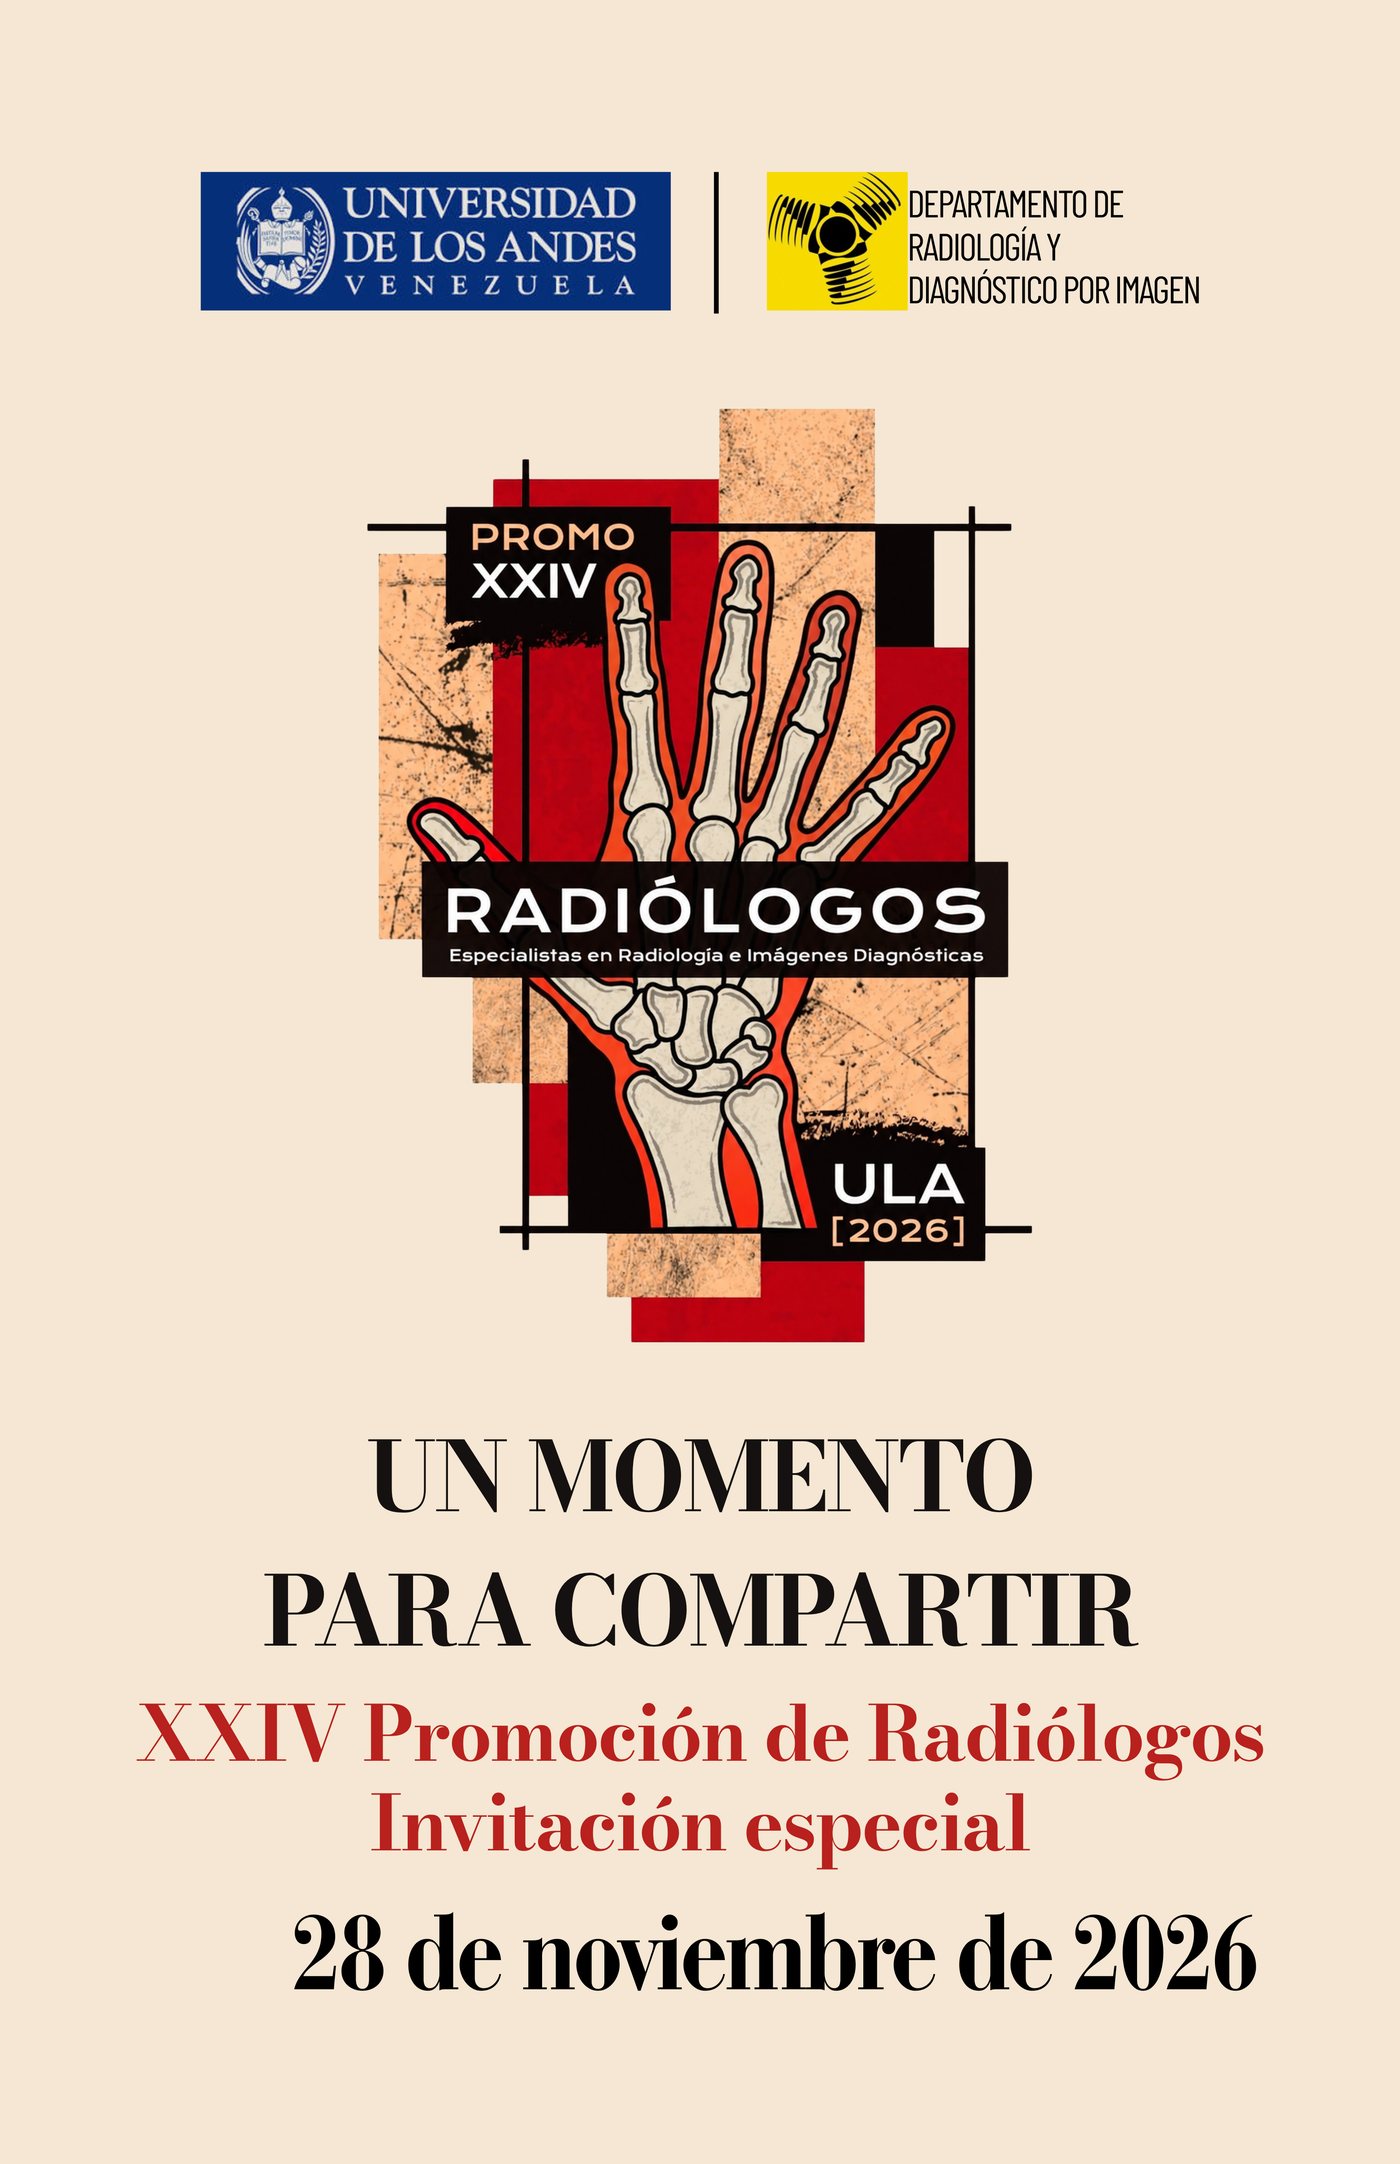 UNIVERSIDAD
DE LOS ANDES
VENEZUELA
DEPARTAMENTO DE
RADIOLOGÍA Y
DIAGNÓSTICO POR IMAGEN
PROMO
XXIV
RADIÓLOGOS
Especialistas en Radiología e Imágenes Diagnósticas
ULA
[2026]
UN MOMENTO
PARA COMPARTIR
XXIV Promoción de Radiólogos
Invitación especial
28 de noviembre de 2026